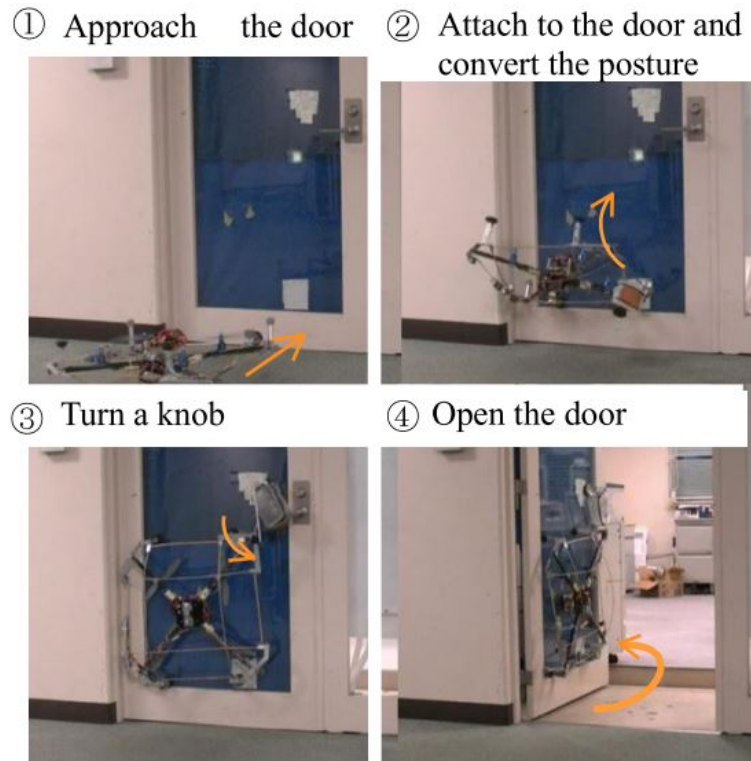 ① Approach the door
② Attach to the door and
convert the posture
③ Turn a knob
④ Open the door